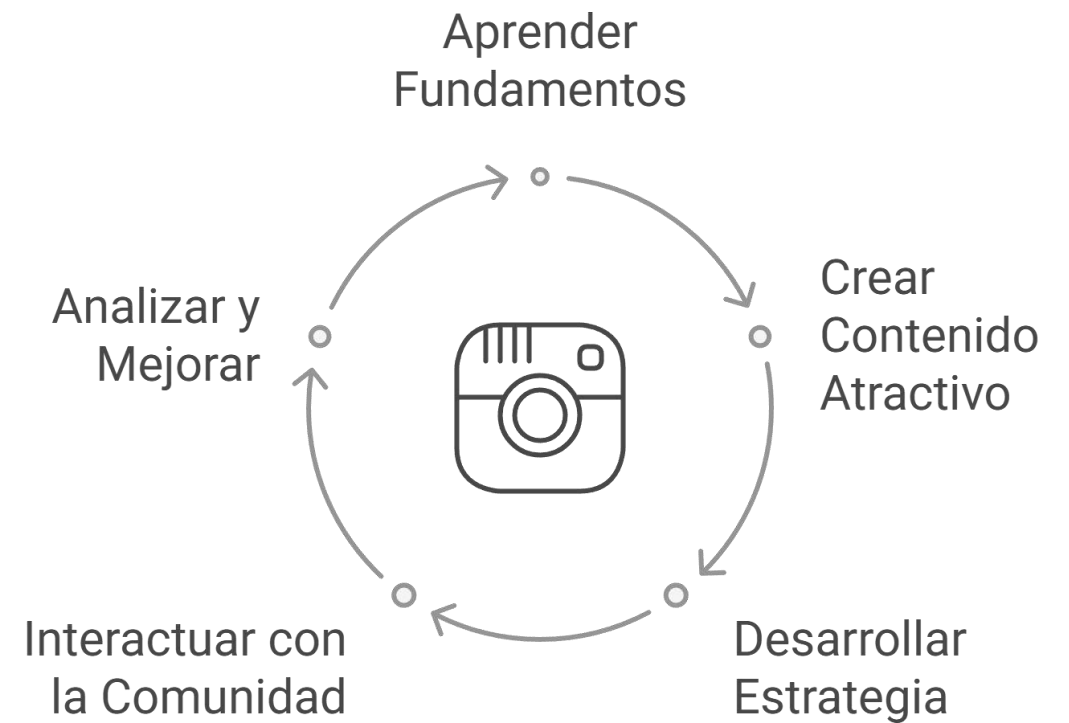 Aprender
Fundamentos
Crear
Contenido
Atractivo
Desarrollar
Estrategia
Interactuar con
la Comunidad
Analizar y
Mejorar